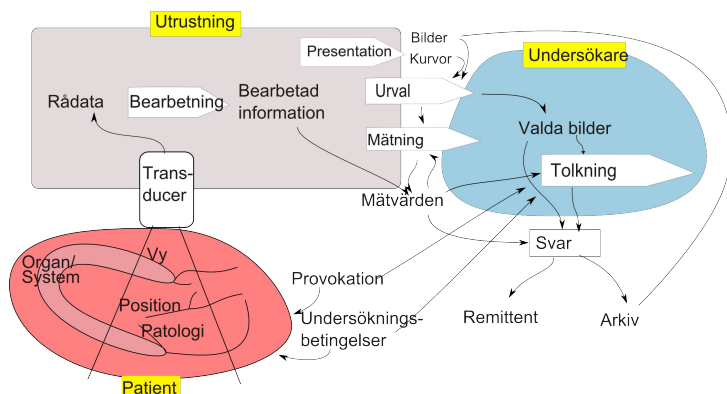 Utrustning
Bilder
Kurvor
Presentation
Undersökare
Rådata
Bearbetning
Bearbetad
information
Urval
Valda bilder
Mätning
Tolkning
Trans-
ducer
Mätvärden
Svar
Organ/
System
Vy
Position
Patologi
Provokation
Undersöknings-
betingelser
Remittent
Arkiv
Patient